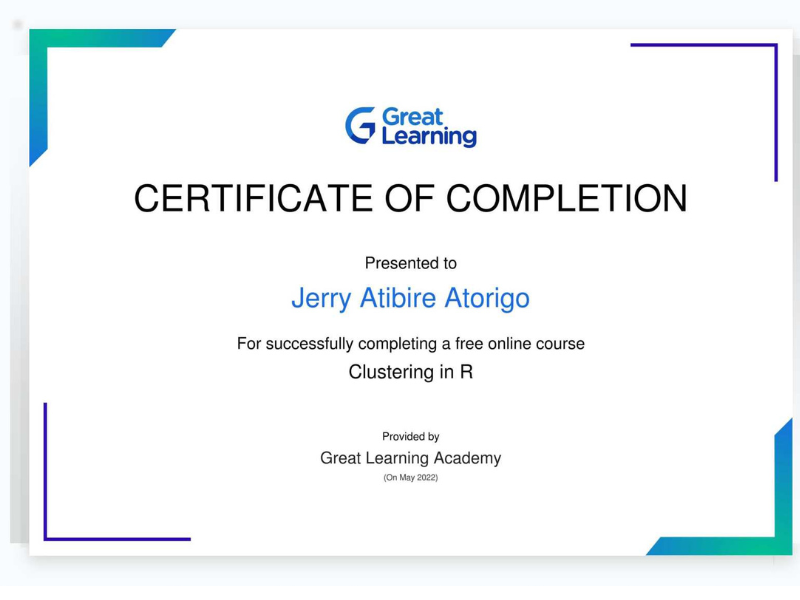 Great
Learning
CERTIFICATE OF COMPLETION
Presented to
Jerry Atibire Atorigo
For successfully completing a free online course
Clustering in R
Provided by
Great Learning Academy
(On May 2022)